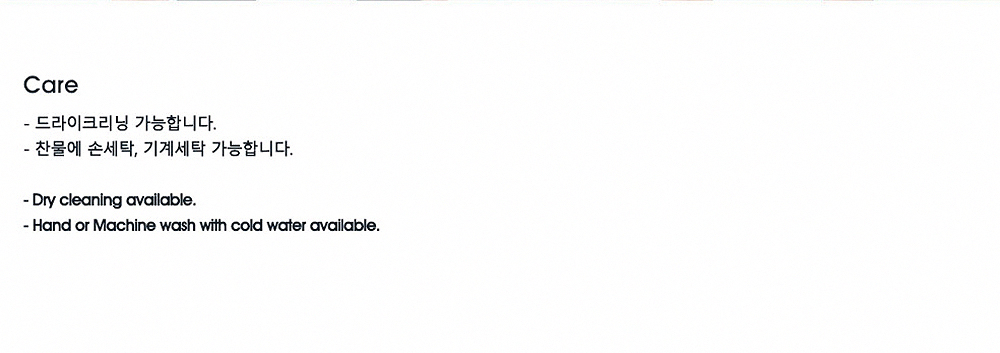 Care
- 드라이크리닝 가능합니다.
- 찬물에 손세탁, 기계세탁 가능합니다.
- Dry cleaning available.
- Hand or Machine wash with cold water available.